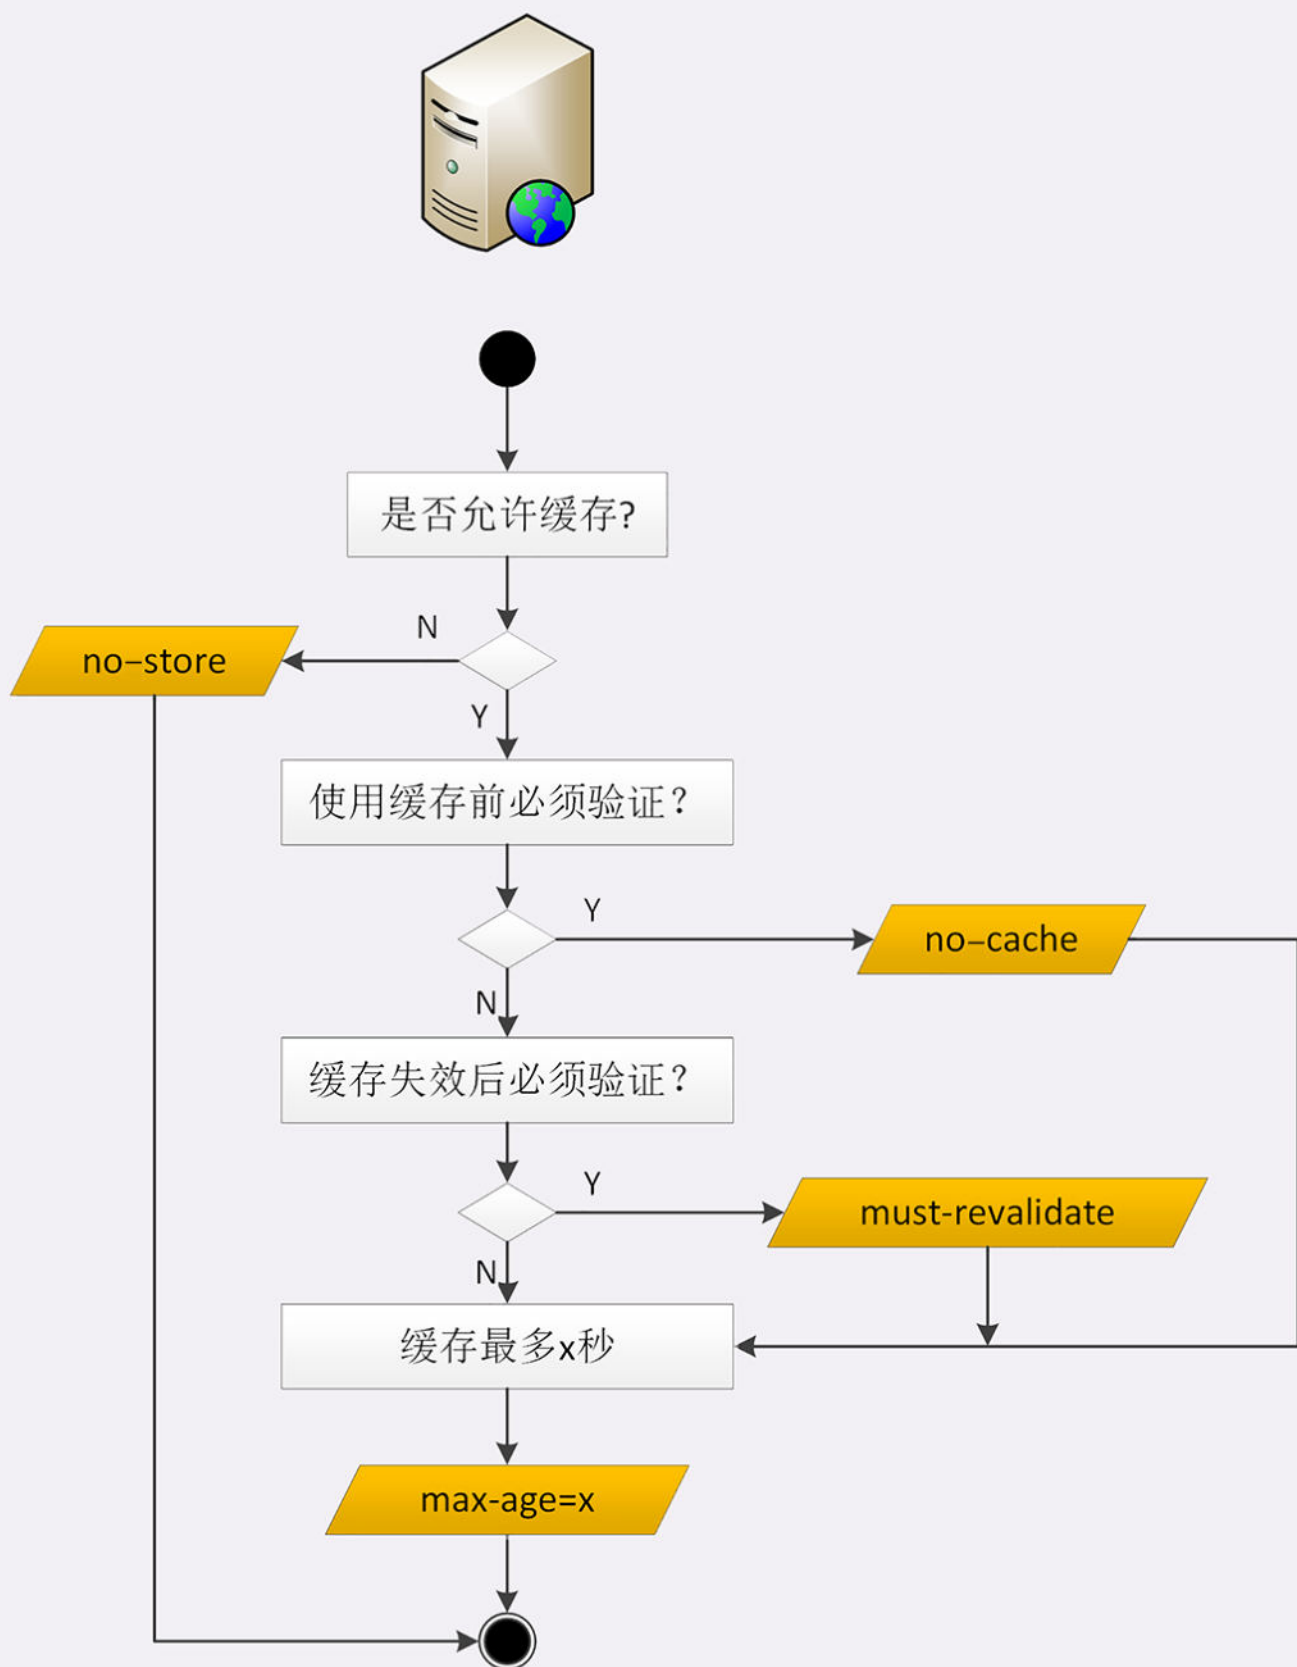 是否允许缓存?
N
no–store
Y
使用缓存前必须验证？
Y
no–cache
N
缓存失效后必须验证？
Y
must-revalidate
N
缓存最多x秒
max-age=x